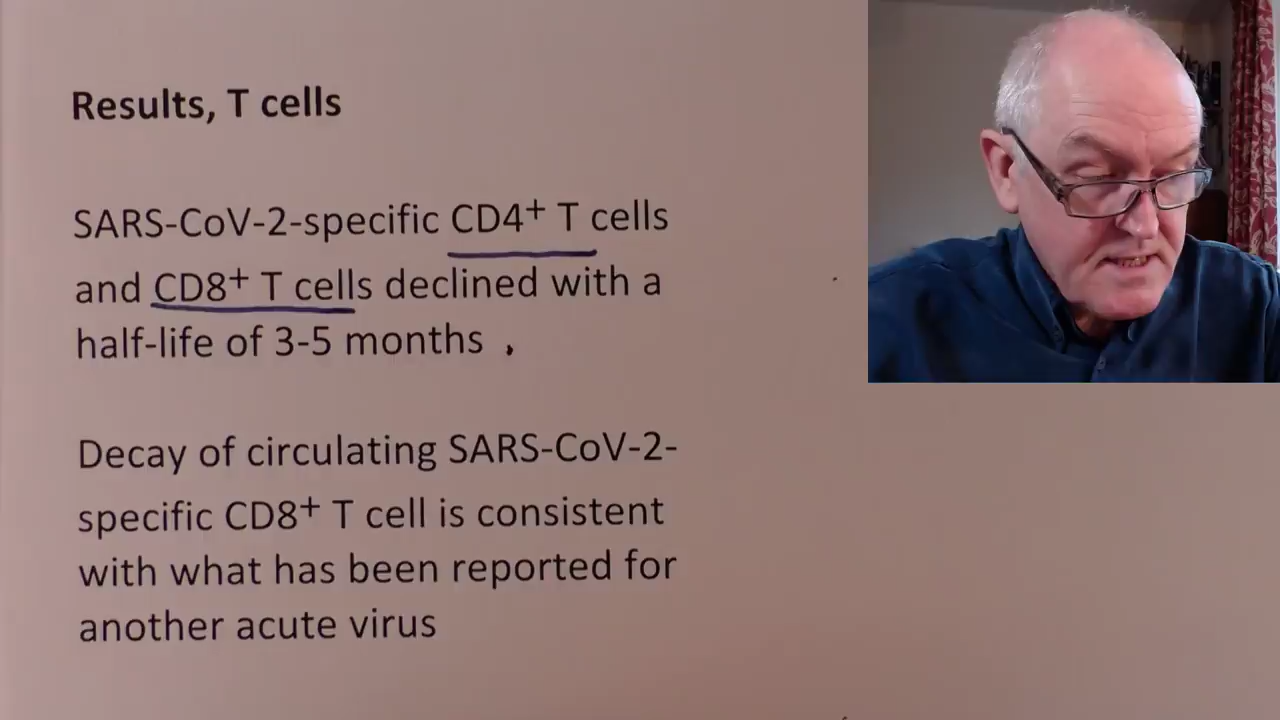 Results, T cells
SARS-CoV-2-specific CD4⁺ T cells
and CD8⁺ T cells declined with a
half-life of 3-5 months
Decay of circulating SARS-CoV-2-
specific CD8⁺ T cell is consistent
with what has been reported for
another acute virus